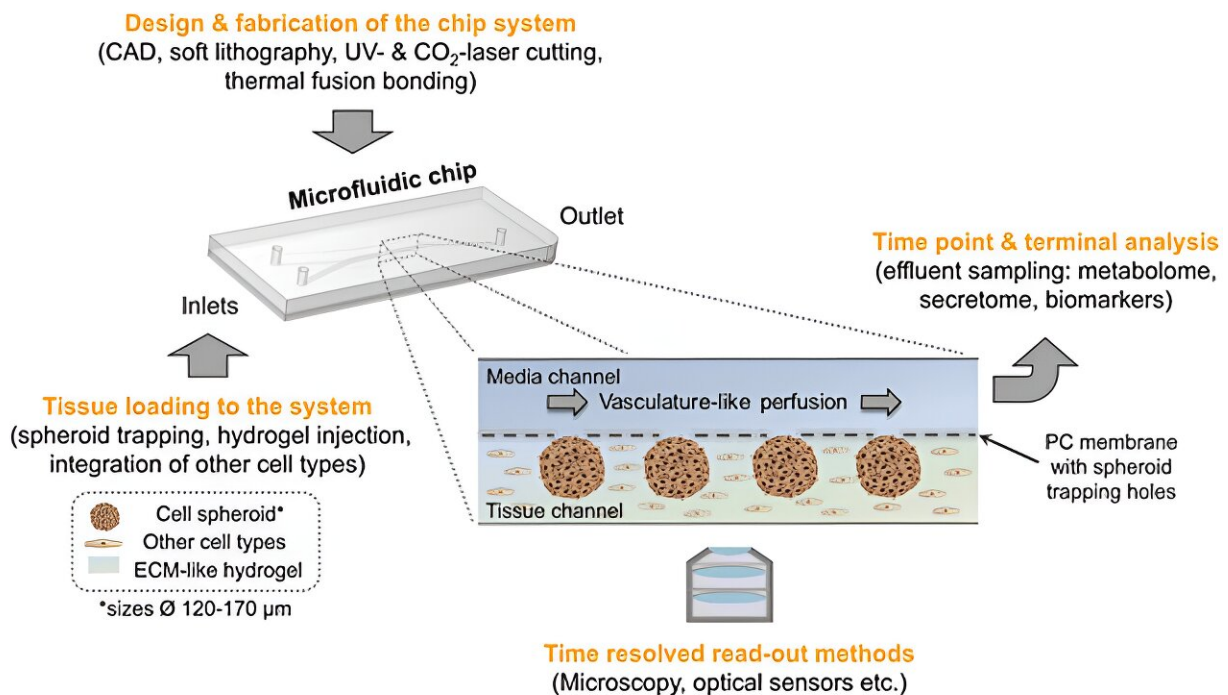 Design & fabrication of the chip system
(CAD, soft lithography, UV- & CO₂-laser cutting,
thermal fusion bonding)
Microfluidic chip
Outlet
Inlets
Time point & terminal analysis
(effluent sampling: metabolome,
secretome, biomarkers)
Tissue loading to the system
(spheroid trapping, hydrogel injection,
integration of other cell types)
Cell spheroid*
Other cell types
ECM-like hydrogel
*sizes Ø 120-170 µm
Media channel
Vasculature-like perfusion
Tissue channel
PC membrane
with spheroid
trapping holes
Time resolved read-out methods
(Microscopy, optical sensors etc.)